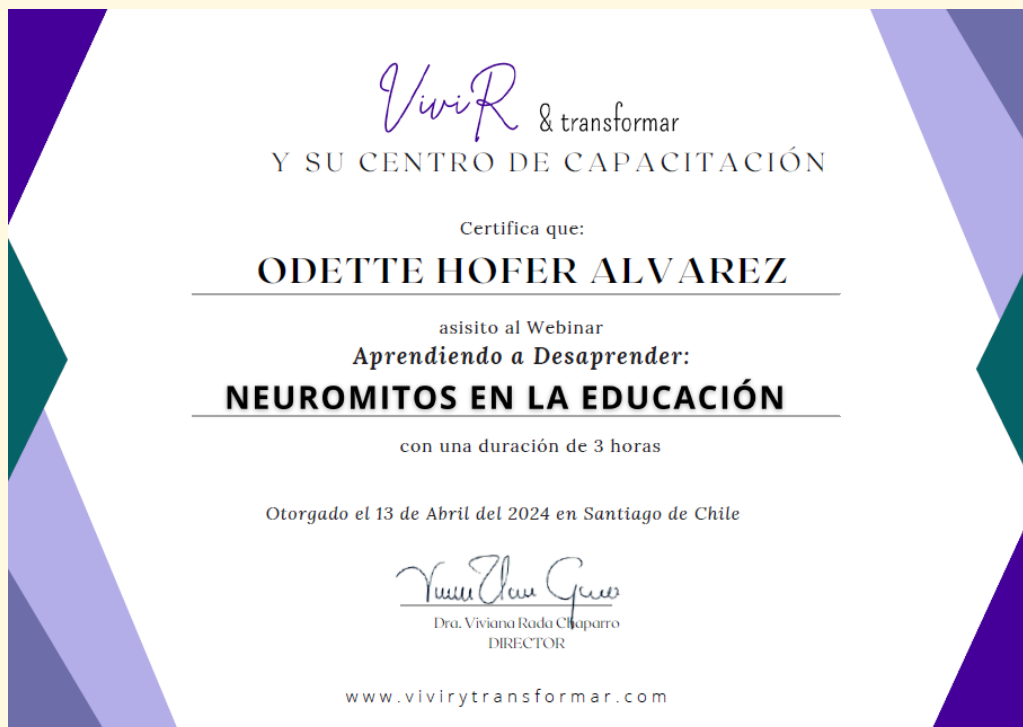 ViviR & transformar
Y SU CENTRO DE CAPACITACIÓN
Certifica que:
ODETTE HOFER ALVAREZ
asisito al Webinar
Aprendiendo a Desaprender:
NEUROMITOS EN LA EDUCACIÓN
con una duración de 3 horas
Otorgado el 13 de Abril del 2024 en Santiago de Chile
Dra. Viviana Rada Chaparro
DIRECTOR
www.vivirytransformar.com